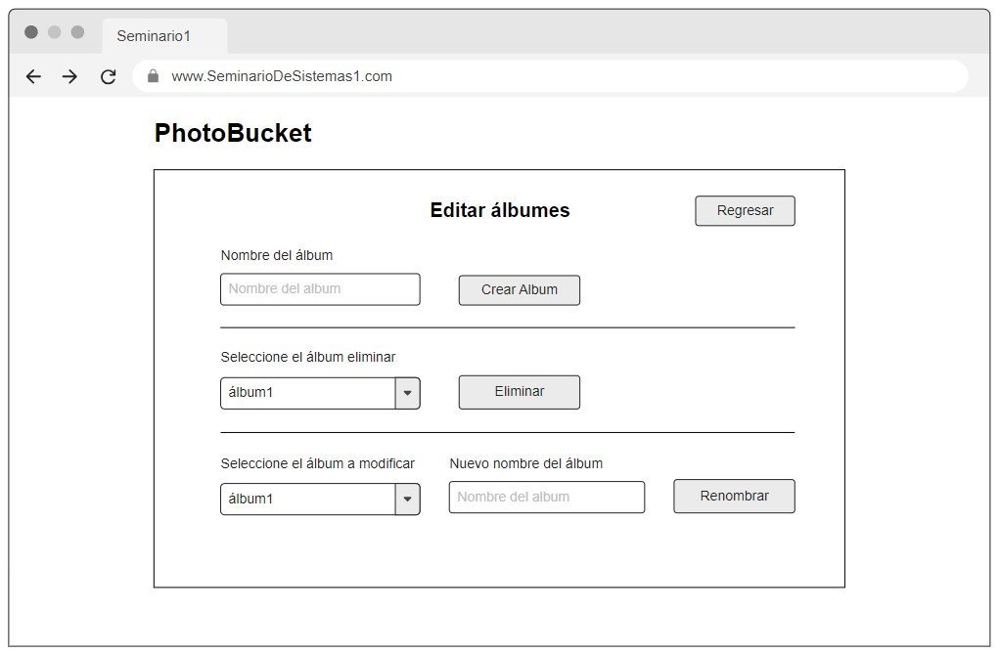 Seminario1
www.SeminarioDeSistemas1.com
PhotoBucket
Editar álbumes
Regresar
Nombre del álbum
Nombre del album
Crear Album
Seleccione el álbum eliminar
álbum1
Eliminar
Seleccione el álbum a modificar
Nuevo nombre del álbum
álbum1
Nombre del album
Renombrar